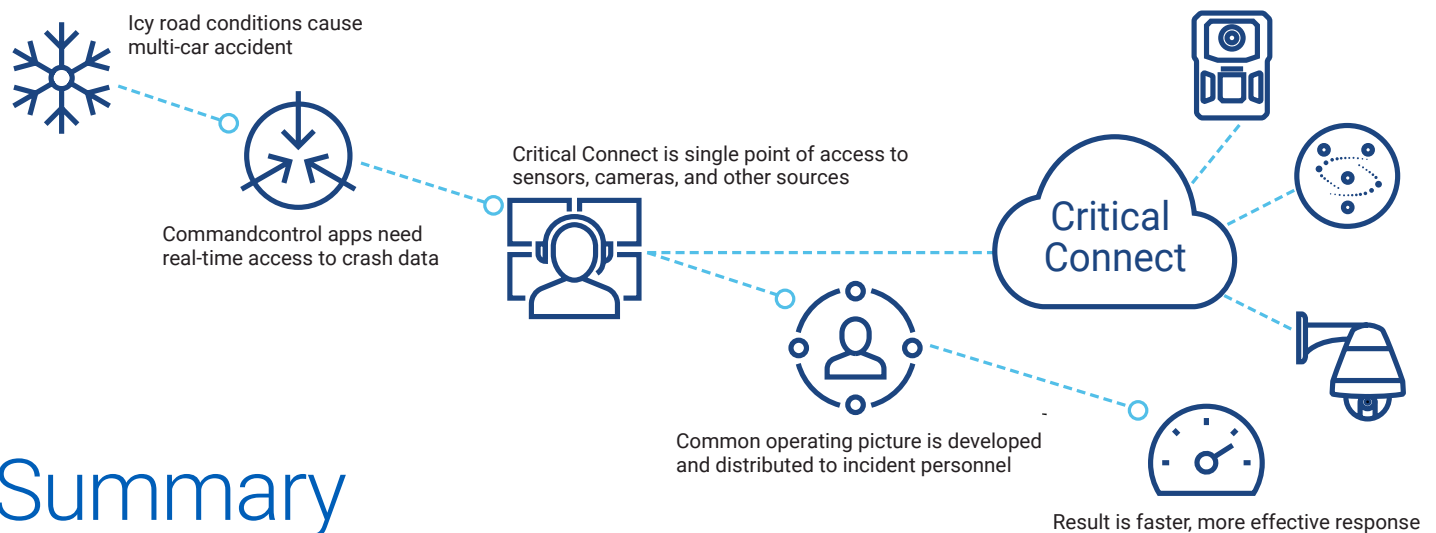 Icy road conditions cause
multi-car accident
Commandcontrol apps need
real-time access to crash data
Critical Connect is single point of access to
sensors, cameras, and other sources
Critical
Connect
-
Common operating picture is developed
and distributed to incident personnel
Result is faster, more effective response
Summary